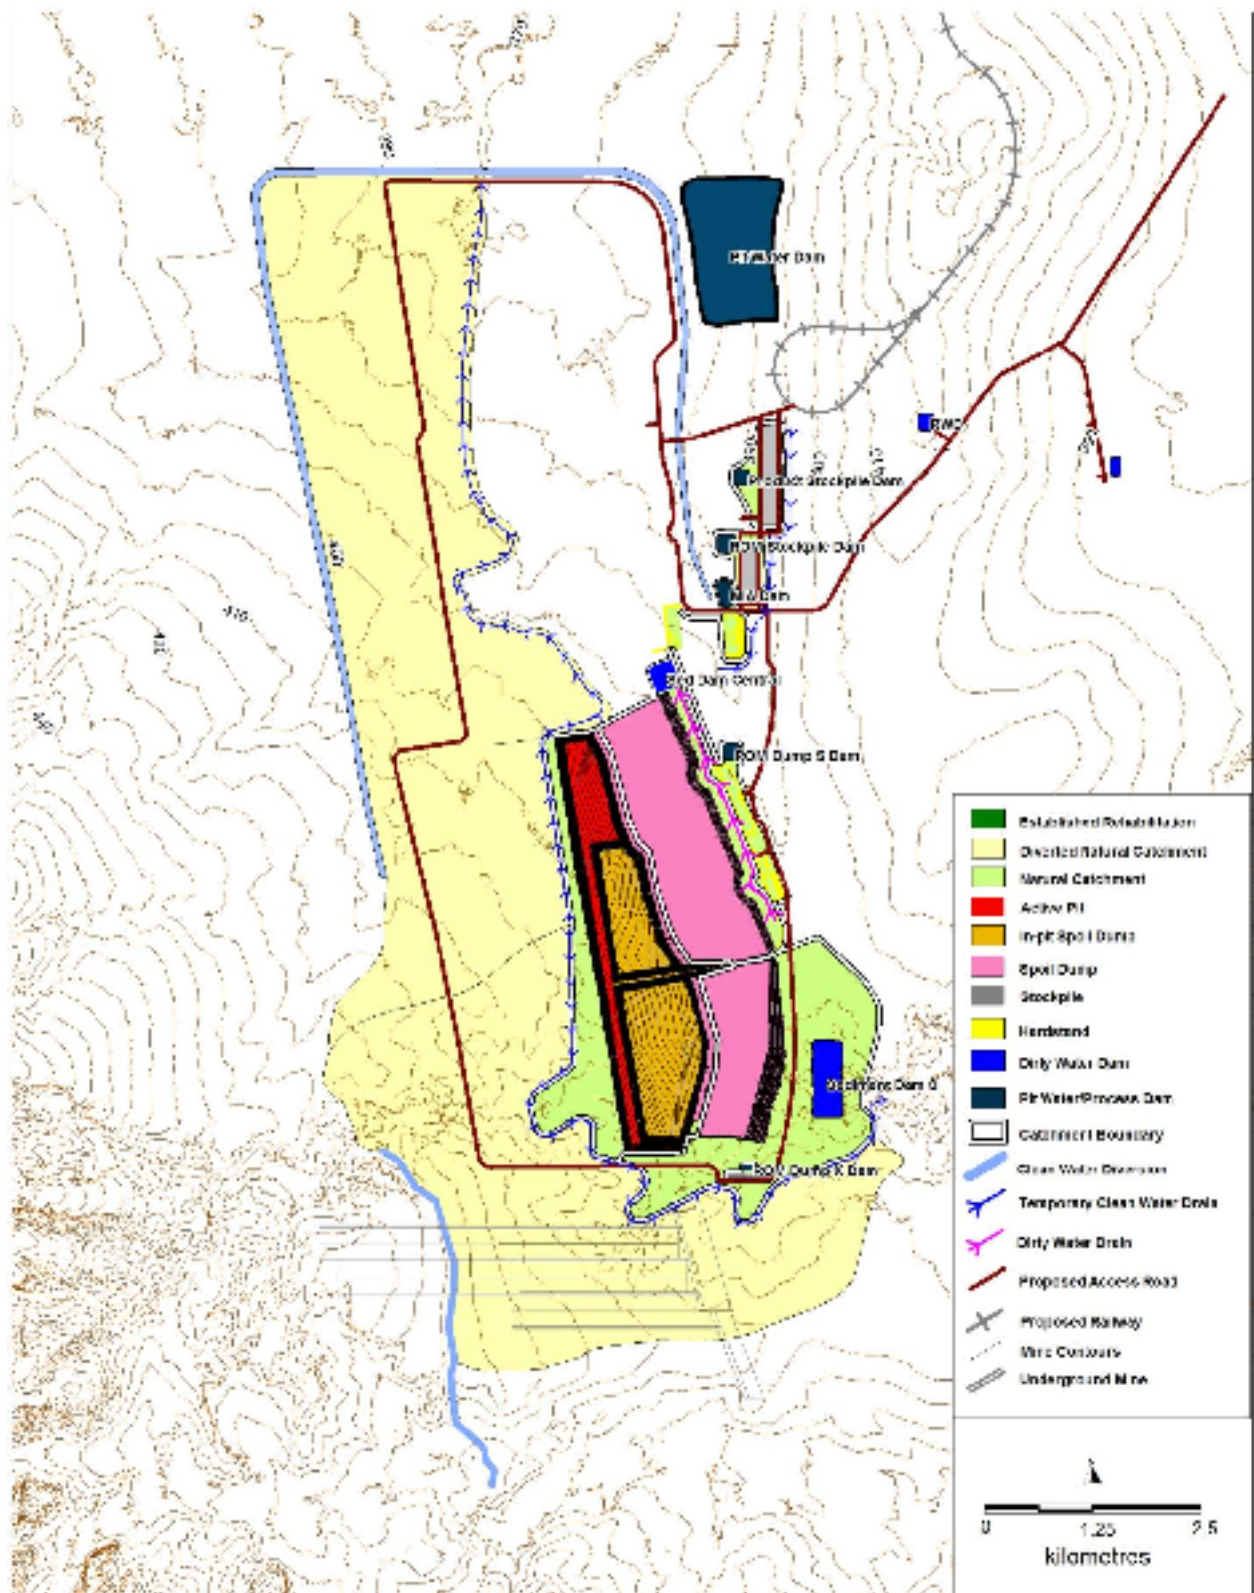 Pit Water Dam
RWD
Product Stockpile Dam
ROM Stockpile Dam
MIA Dam
Sed Dam Central
ROM Dump S Dam
400
410
Sediment Dam S
ROM Dump X Dam
Established Rehabilitation
Diverted Natural Catchment
Natural Catchment
Active Pit
In-pit Spoil Dump
Spoil Dump
Stockpile
Hardstand
Dirty Water Dam
Pit Water/Process Dam
Catchment Boundary
Clean Water Diversion
Temporary Clean Water Drain
Dirty Water Drain
Proposed Access Road
Proposed Railway
Mine Contours
Underground Mine
0 1.25 2.5
kilometres